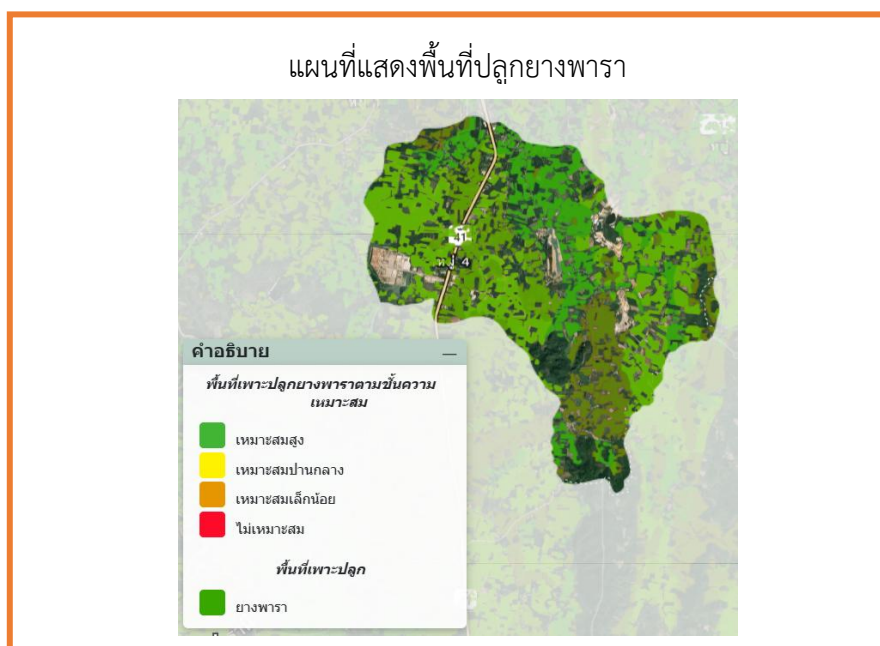 แผนที่แสดงพื้นที่ปลูกยางพารา
หมู่ 4
คำอธิบาย
พื้นที่เพาะปลูกยางพาราตามชั้นความ
เหมาะสม
เหมาะสมสูง
เหมาะสมปานกลาง
เหมาะสมเล็กน้อย
ไม่เหมาะสม
พื้นที่เพาะปลูก
ยางพารา